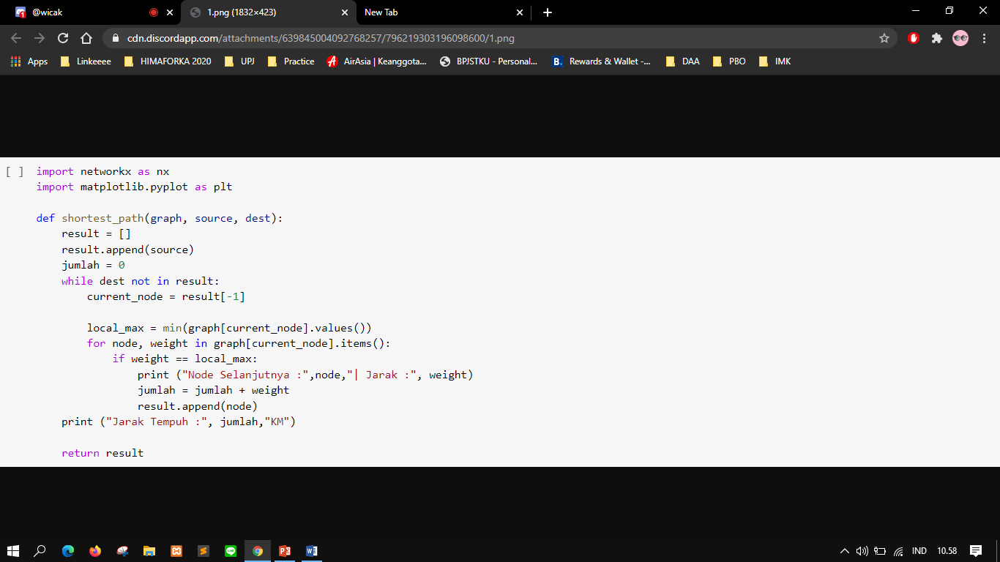 @wicak
1.png (1832×423)
New Tab
cdn.discordapp.com/attachments/639845004092768257/796219303196098600/1.png
Apps
Linkeeee
HIMAFORKA 2020
UPJ
Practice
AirAsia | Keanggota...
BPJSTKU - Personal...
B.
Rewards & Wallet -...
DAA
PBO
IMK
[ ] import networkx as nx
import matplotlib.pyplot as plt
def shortest_path(graph, source, dest):
    result = []
    result.append(source)
    jumlah = 0
    while dest not in result:
        current_node = result[-1]
        local_max = min(graph[current_node].values())
        for node, weight in graph[current_node].items():
            if weight == local_max:
                print ("Node Selanjutnya :",node,"| Jarak :", weight)
                jumlah = jumlah + weight
                result.append(node)
    print ("Jarak Tempuh :", jumlah,"KM")
    return result
IND
10.58